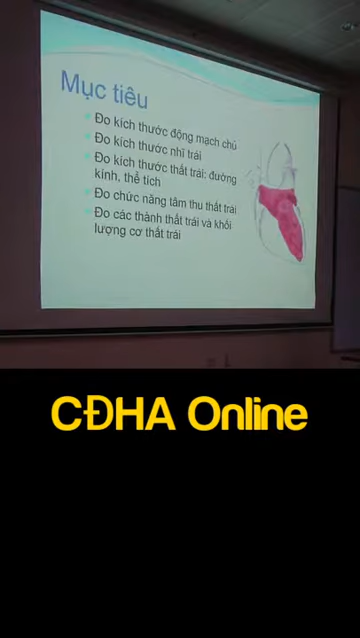 Mục tiêu
Đo kích thước động mạch chủ
Đo kích thước nhĩ trái
Đo kích thước thất trái: đường
kính, thể tích
Đo chức năng tâm thu thất trái
Đo các thành thất trái và khối
lượng cơ thất trái
CĐHA Online